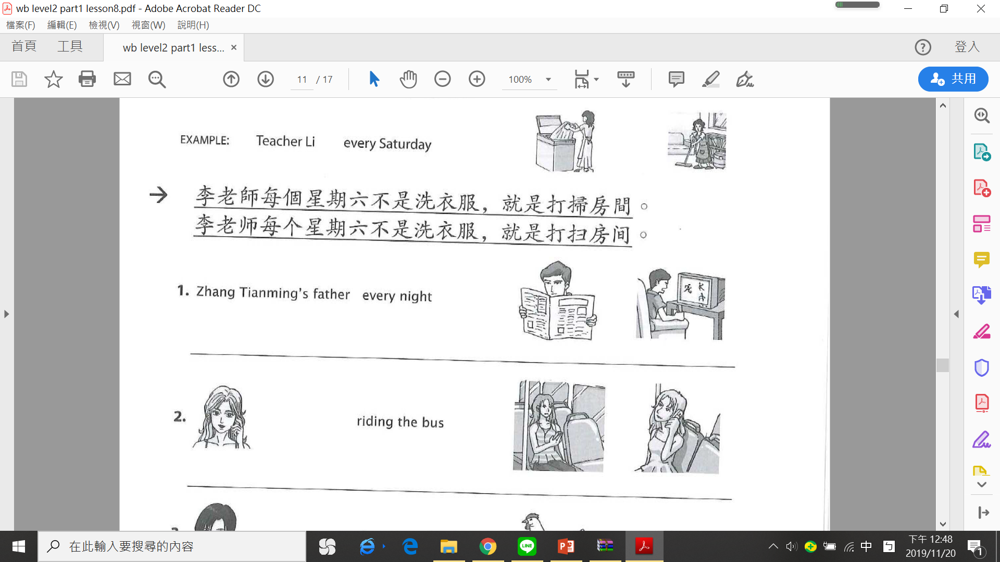 wb level2 part1 lesson8.pdf - Adobe Acrobat Reader DC
檔案(F) 編輯(E) 檢視(V) 視窗(W) 說明(H)
首頁 工具 wb level2 part1 less... × ? 登入
11 / 17 100% 共用
EXAMPLE: Teacher Li every Saturday
→ 李老師每個星期六不是洗衣服，就是打掃房間。
李老师每个星期六不是洗衣服，就是打扫房间。
1. Zhang Tianming's father every night
2. riding the bus
在此輸入要搜尋的內容
LINE
中
ㄅ
下午 12:48
2019/11/20
1